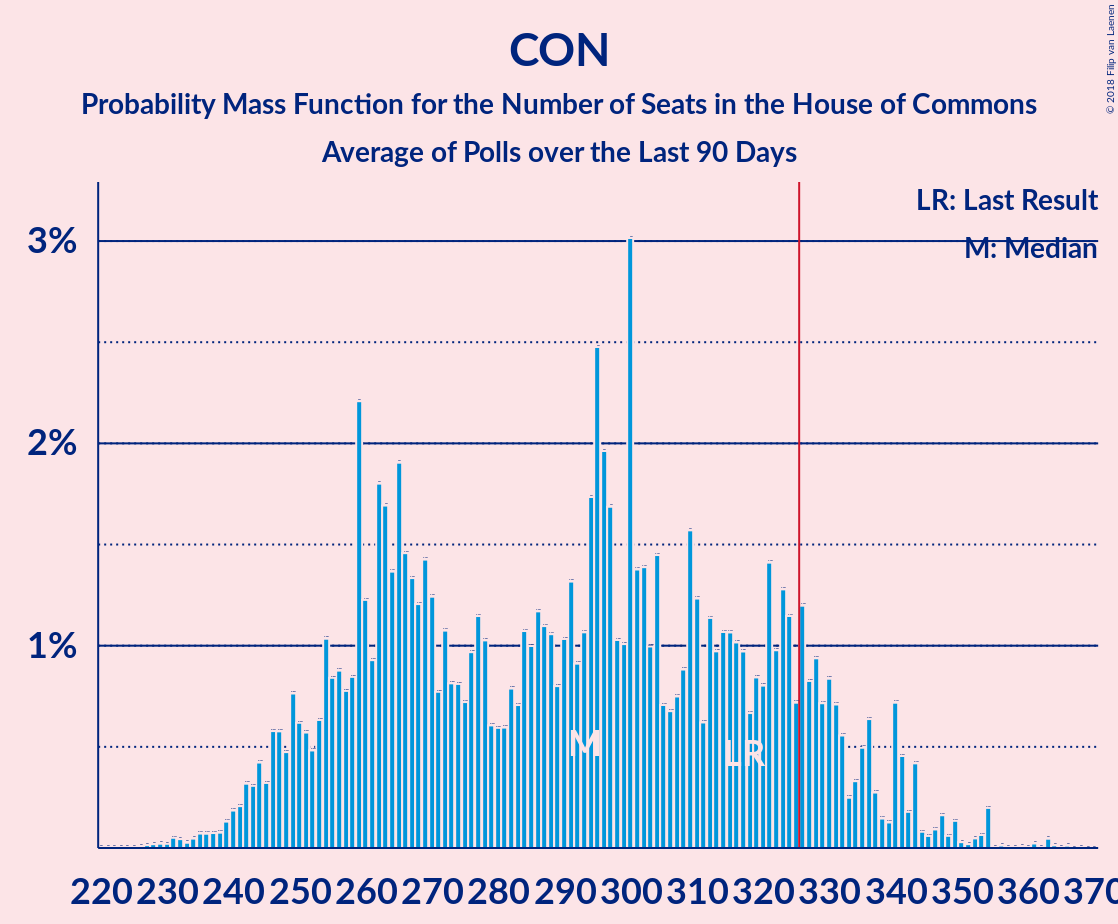 CON
Probability Mass Function for the Number of Seats in the House of Commons
Average of Polls over the Last 90 Days
© 2018 Filip van Laenen
LR: Last Result
M: Median
3%
2%
1%
M
LR
220 230 240 250 260 270 280 290 300 310 320 330 340 350 360 370